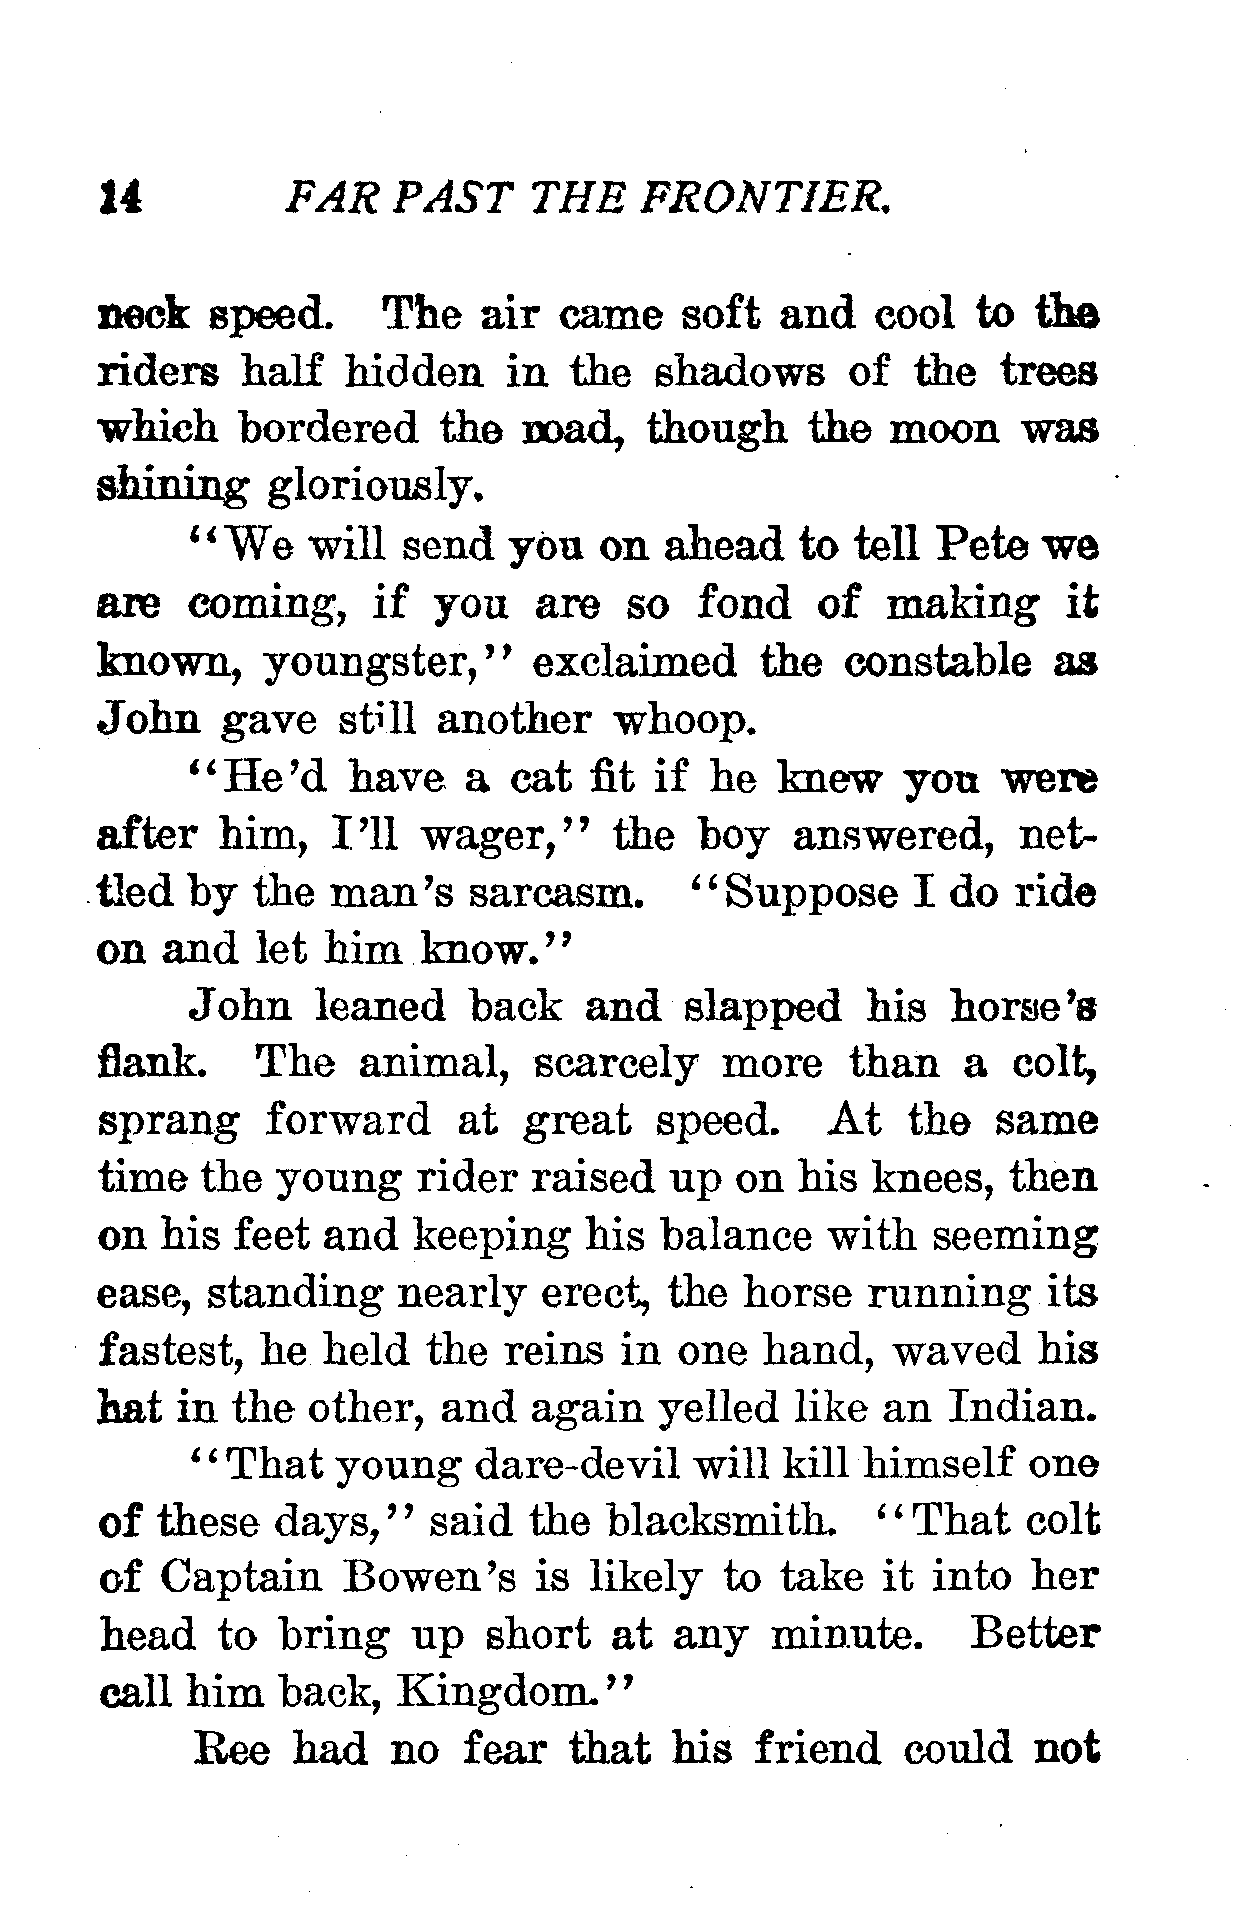 14 FAR PAST THE FRONTIER.
neck speed. The air came soft and cool to the
riders half hidden in the shadows of the trees
which bordered the road, though the moon was
shining gloriously.
"We will send you on ahead to tell Pete we
are coming, if you are so fond of making it
known, youngster," exclaimed the constable as
John gave still another whoop.
"He'd have a cat fit if he knew you were
after him, I'll wager," the boy answered, net-
tled by the man's sarcasm. "Suppose I do ride
on and let him know."
John leaned back and slapped his horse's
flank. The animal, scarcely more than a colt,
sprang forward at great speed. At the same
time the young rider raised up on his knees, then
on his feet and keeping his balance with seeming
ease, standing nearly erect, the horse running its
fastest, he held the reins in one hand, waved his
hat in the other, and again yelled like an Indian.
"That young dare-devil will kill himself one
of these days," said the blacksmith. "That colt
of Captain Bowen's is likely to take it into her
head to bring up short at any minute. Better
call him back, Kingdom."
Ree had no fear that his friend could not